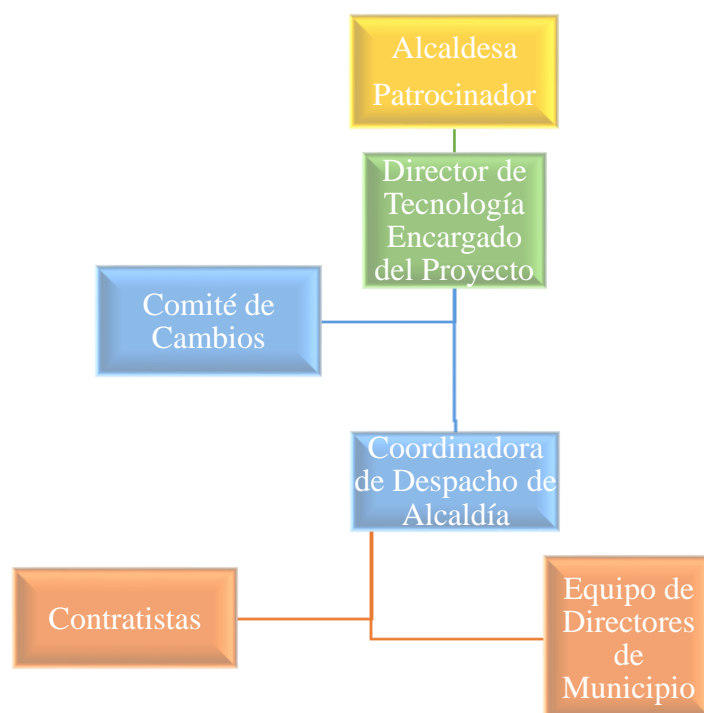 Alcaldesa
Patrocinador
Director de
Tecnología
Encargado
del Proyecto
Comité de
Cambios
Coordinadora
de Despacho de
Alcaldía
Contratistas
Equipo de
Directores
de
Municipio